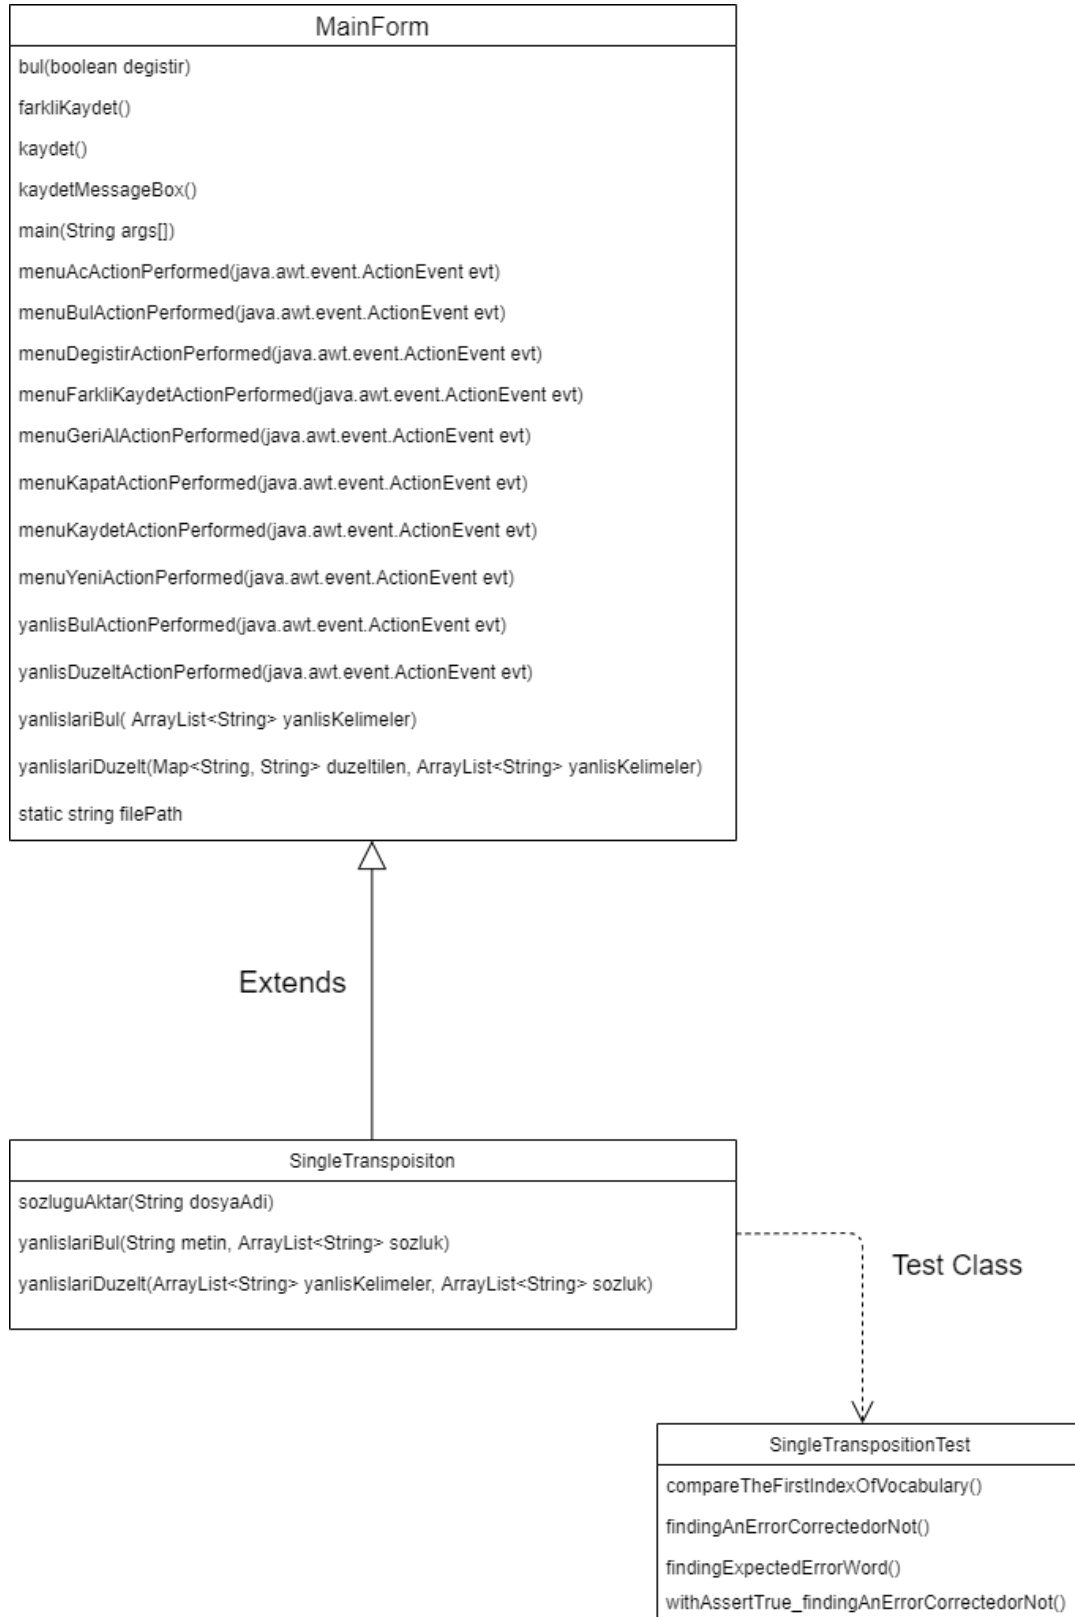 MainForm
bul(boolean degistir)
farkliKaydet()
kaydet()
kaydetMessageBox()
main(String args[])
menuAcActionPerformed(java.awt.event.ActionEvent evt)
menuBulActionPerformed(java.awt.event.ActionEvent evt)
menuDegistirActionPerformed(java.awt.event.ActionEvent evt)
menuFarkliKaydetActionPerformed(java.awt.event.ActionEvent evt)
menuGeriAlActionPerformed(java.awt.event.ActionEvent evt)
menuKapatActionPerformed(java.awt.event.ActionEvent evt)
menuKaydetActionPerformed(java.awt.event.ActionEvent evt)
menuYeniActionPerformed(java.awt.event.ActionEvent evt)
yanlisBulActionPerformed(java.awt.event.ActionEvent evt)
yanlisDuzeltActionPerformed(java.awt.event.ActionEvent evt)
yanlislariBul( ArrayList<String> yanlisKelimeler)
yanlislariDuzelt(Map<String, String> duzeltilen, ArrayList<String> yanlisKelimeler)
static string filePath
Extends
SingleTranspoisiton
sozluguAktar(String dosyaAdi)
yanlislariBul(String metin, ArrayList<String> sozluk)
yanlislariDuzelt(ArrayList<String> yanlisKelimeler, ArrayList<String> sozluk)
Test Class
SingleTranspositionTest
compareTheFirstIndexOfVocabulary()
findingAnErrorCorrectedorNot()
findingExpectedErrorWord()
withAssertTrue_findingAnErrorCorrectedorNot()